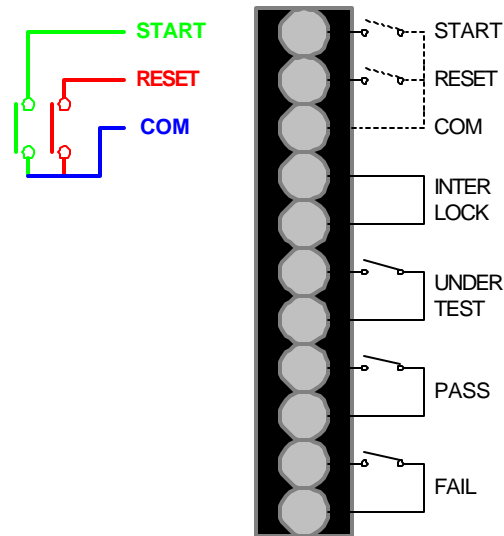 START
RESET
COM
START
RESET
COM
INTER
LOCK
UNDER
TEST
PASS
FAIL